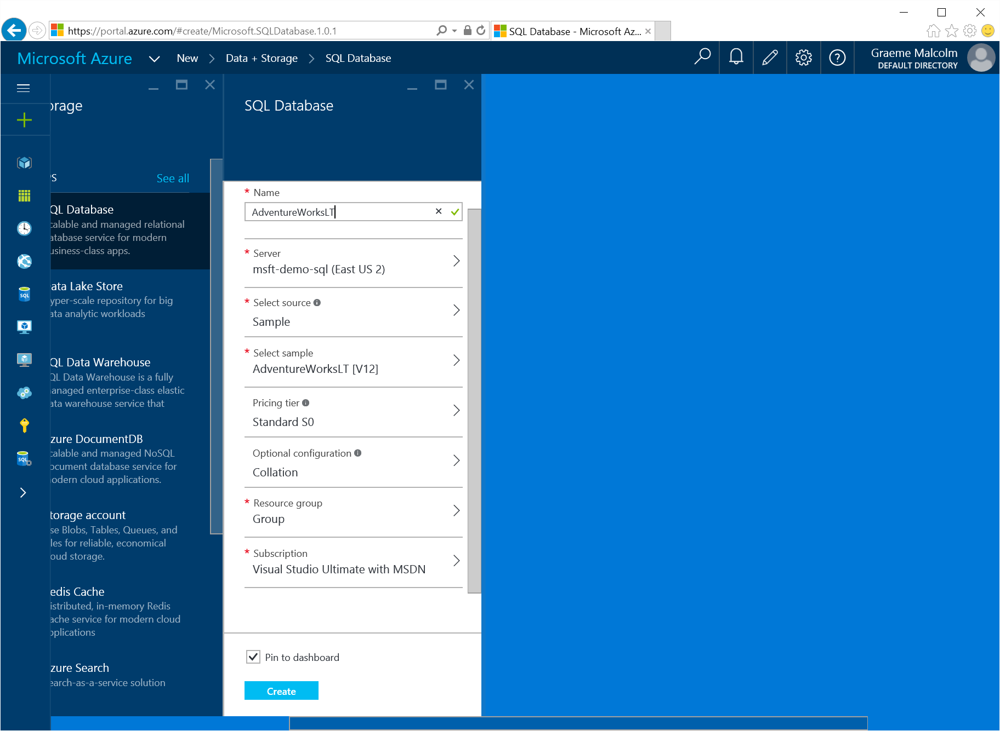 https://portal.azure.com/#create/Microsoft.SQLDatabase.1.0.1
SQL Database - Microsoft Az...
Microsoft Azure
New
Data + Storage
SQL Database
Graeme Malcolm
DEFAULT DIRECTORY
orage
See all
QL Database
calable and managed relational
atabase service for modern
usiness-class apps.
ata Lake Store
yper-scale repository for big
ata analytic workloads
QL Data Warehouse
QL Data Warehouse is a fully
anaged enterprise-class elastic
ata warehouse service that
zure DocumentDB
calable and managed NoSQL
ocument database service for
odern cloud applications.
torage account
se Blobs, Tables, Queues, and
les for reliable, economical
oud storage.
edis Cache
istributed, in-memory Redis
ache service for modern cloud
pplications
zure Search
earch-as-a-service solution
SQL
SQL
SQL Database
* Name
AdventureWorksLT
* Server
msft-demo-sql (East US 2)
* Select source
Sample
* Select sample
AdventureWorksLT [V12]
Pricing tier
Standard S0
Optional configuration
Collation
* Resource group
Group
* Subscription
Visual Studio Ultimate with MSDN
Pin to dashboard
Create